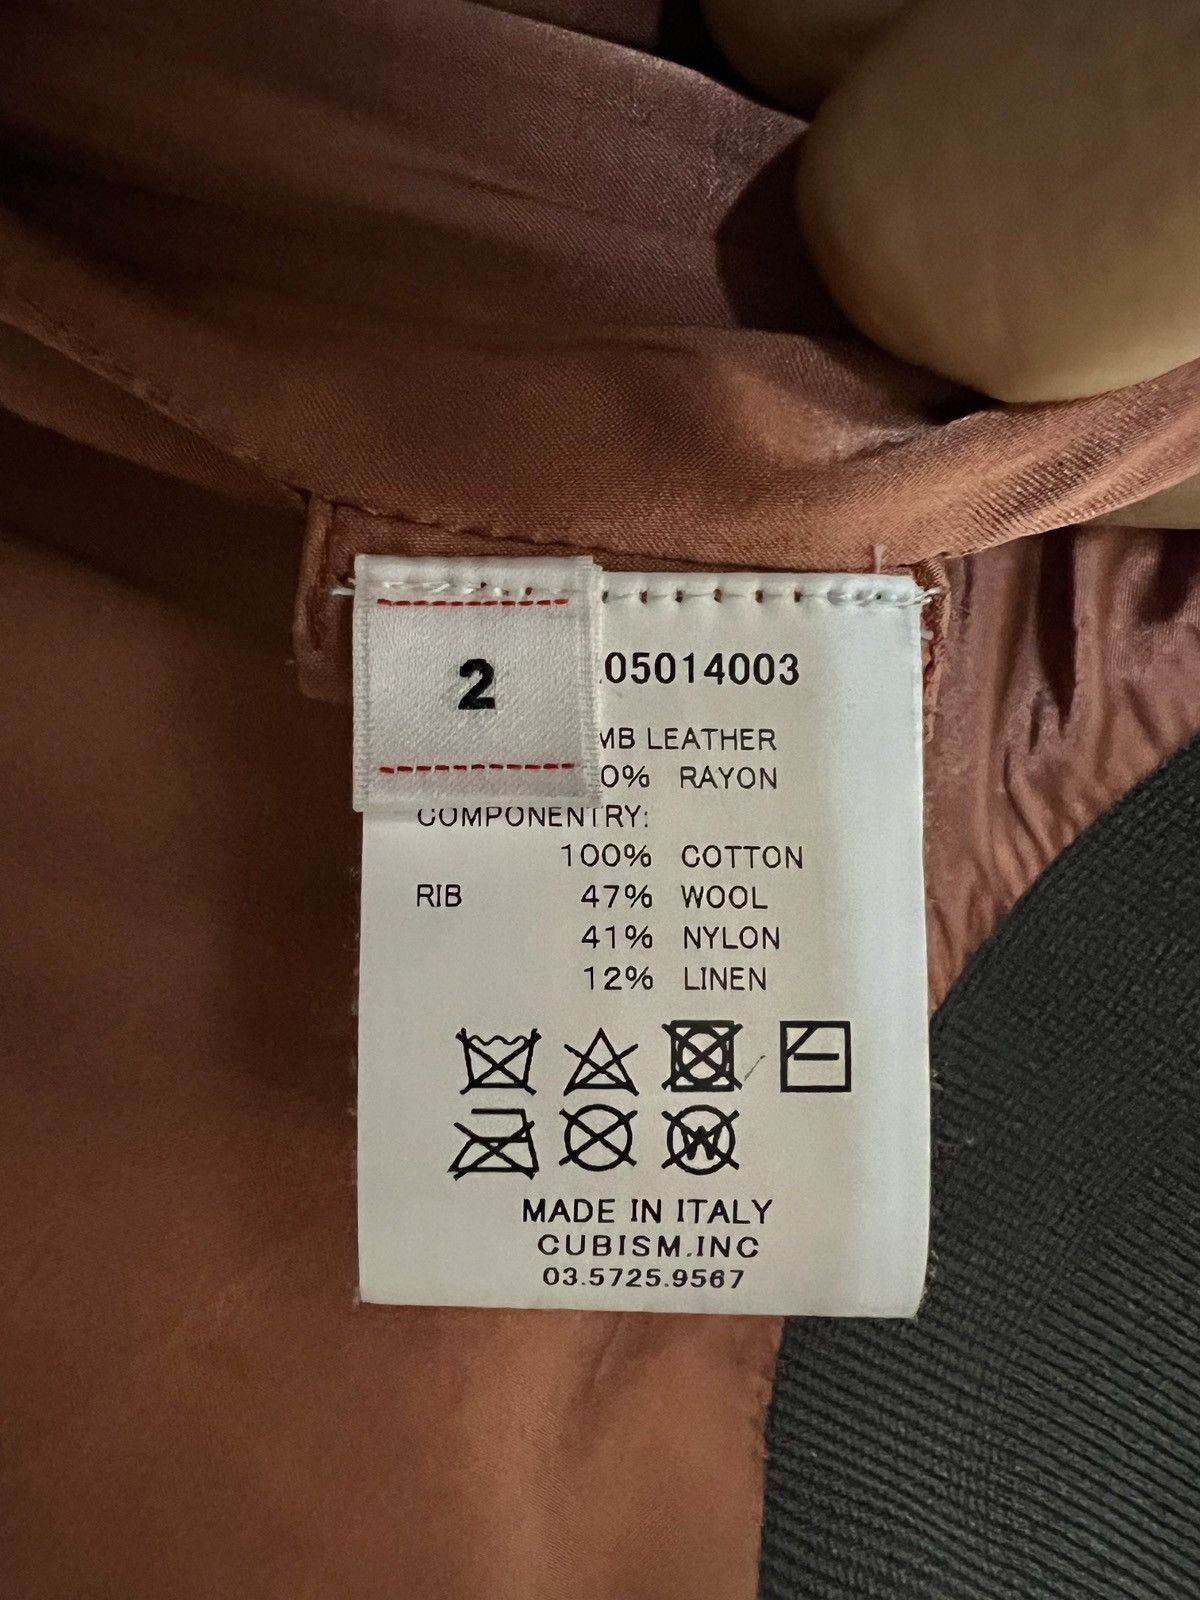 2
05014003
MB LEATHER
0% RAYON
COMPONENTRY:
100% COTTON
RIB 47% WOOL
41% NYLON
12% LINEN
W
MADE IN ITALY
CUBISM.INC
03.5725.9567